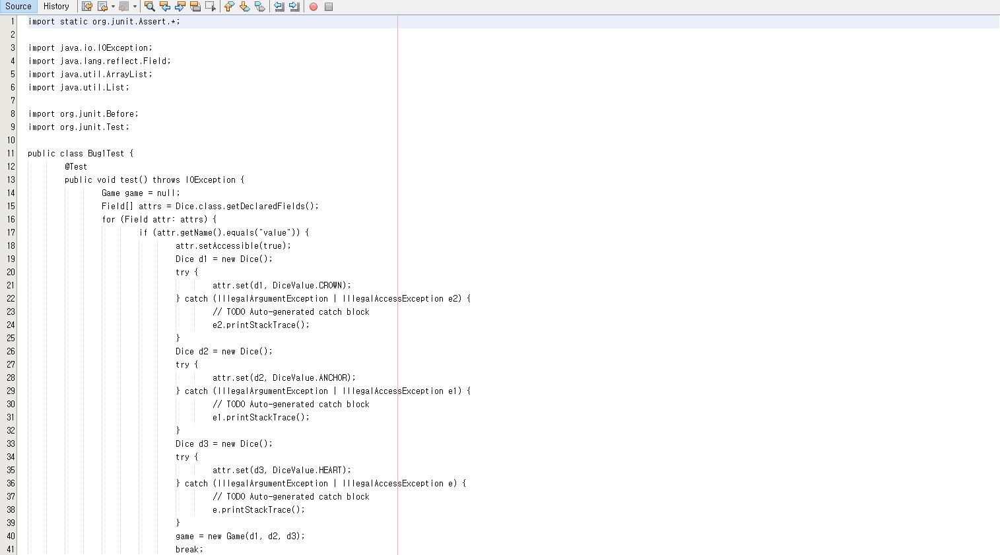 Source History
1 import static org.junit.Assert.*;
2
3 import java.io.IOException;
4 import java.lang.reflect.Field;
5 import java.util.ArrayList;
6 import java.util.List;
7
8 import org.junit.Before;
9 import org.junit.Test;
10
11 public class Bug1Test {
12 @Test
13 public void test() throws IOException {
14 Game game = null;
15 Field[] attrs = Dice.class.getDeclaredFields();
16 for (Field attr: attrs) {
17 if (attr.getName().equals("value")) {
18 attr.setAccessible(true);
19 Dice d1 = new Dice();
20 try {
21 attr.set(d1, DiceValue.CROWN);
22 } catch (IllegalArgumentException | IllegalAccessException e2) {
23 // TODO Auto-generated catch block
24 e2.printStackTrace();
25 }
26 Dice d2 = new Dice();
27 try {
28 attr.set(d2, DiceValue.ANCHOR);
29 } catch (IllegalArgumentException | IllegalAccessException e1) {
30 // TODO Auto-generated catch block
31 e1.printStackTrace();
32 }
33 Dice d3 = new Dice();
34 try {
35 attr.set(d3, DiceValue.HEART);
36 } catch (IllegalArgumentException | IllegalAccessException e) {
37 // TODO Auto-generated catch block
38 e.printStackTrace();
39 }
40 game = new Game(d1, d2, d3);
41 break;